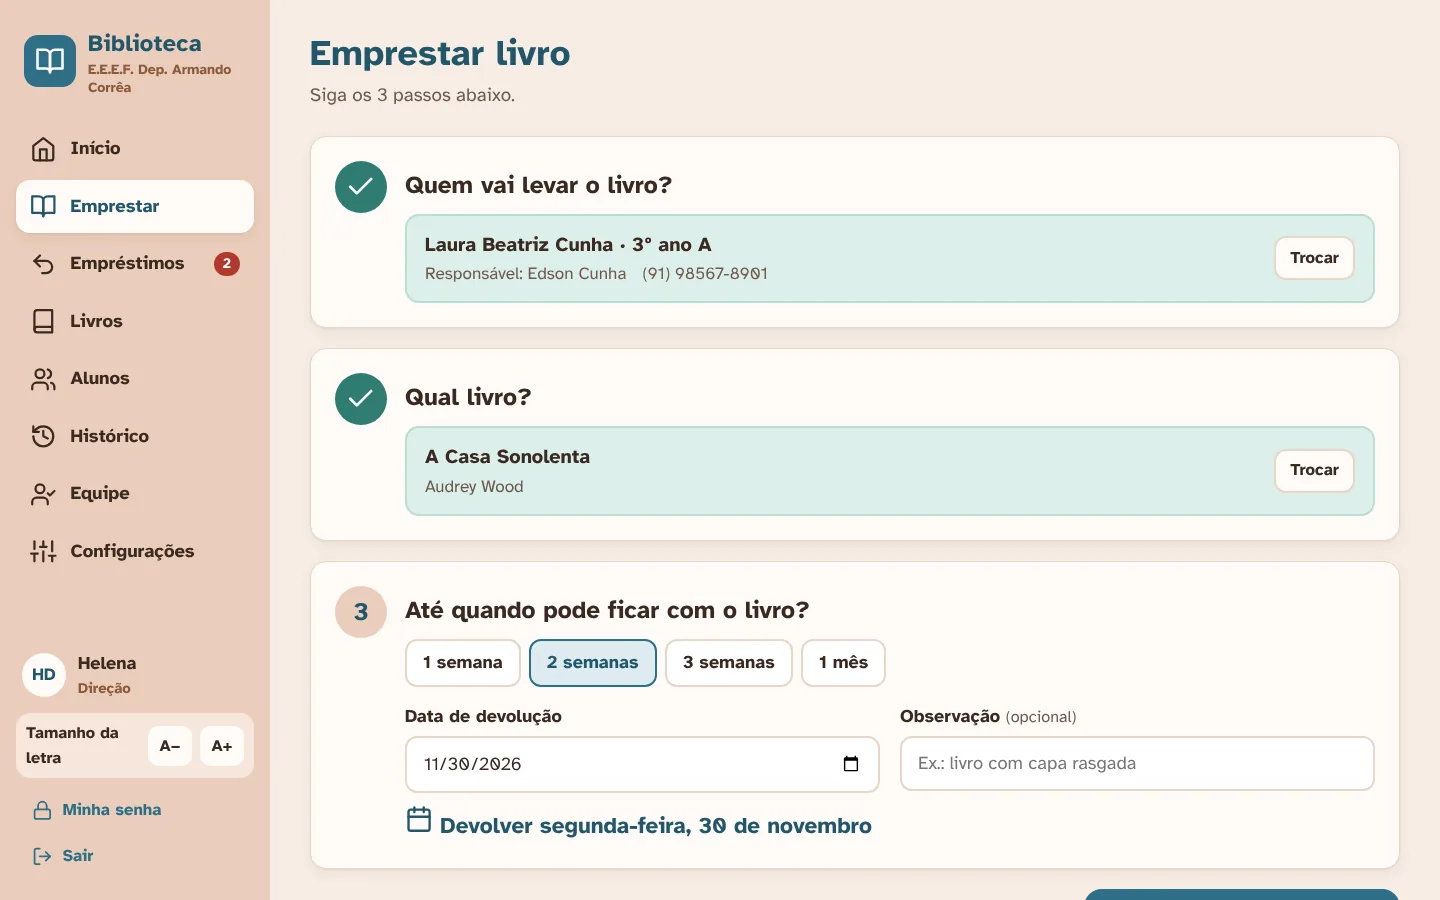 Biblioteca
E.E.E.F. Dep. Armando
Corrêa
Início
Emprestar
Empréstimos 2
Livros
Alunos
Histórico
Equipe
Configurações
HD
Helena
Direção
Tamanho da
letra
A−
A+
Minha senha
Sair
Emprestar livro
Siga os 3 passos abaixo.
Quem vai levar o livro?
Laura Beatriz Cunha · 3º ano A
Responsável: Edson Cunha (91) 98567-8901
Trocar
Qual livro?
A Casa Sonolenta
Audrey Wood
Trocar
3
Até quando pode ficar com o livro?
1 semana
2 semanas
3 semanas
1 mês
Data de devolução
11/30/2026
Observação (opcional)
Ex.: livro com capa rasgada
Devolver segunda-feira, 30 de novembro